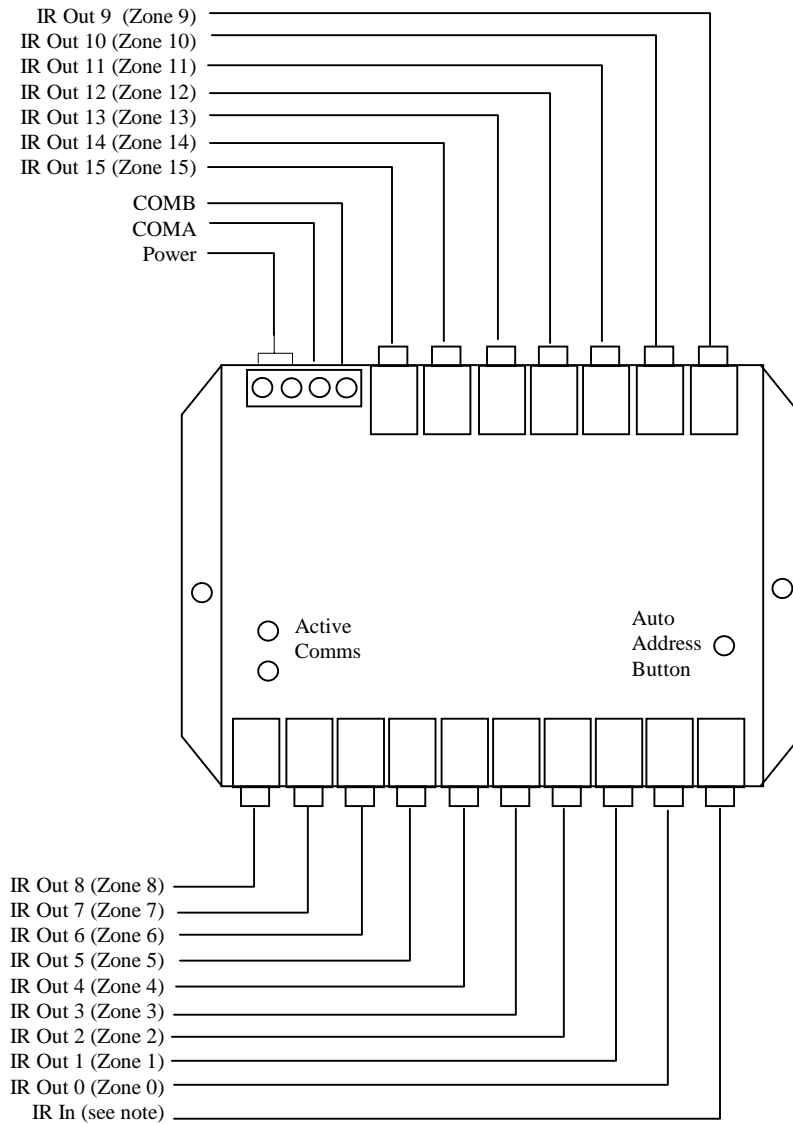 IR Out 9  (Zone 9)
IR Out 10 (Zone 10)
IR Out 11 (Zone 11)
IR Out 12 (Zone 12)
IR Out 13 (Zone 13)
IR Out 14 (Zone 14)
IR Out 15 (Zone 15)
COMB
COMA
Power
Active
Comms
Auto
Address
Button
IR Out 8 (Zone 8)
IR Out 7 (Zone 7)
IR Out 6 (Zone 6)
IR Out 5 (Zone 5)
IR Out 4 (Zone 4)
IR Out 3 (Zone 3)
IR Out 2 (Zone 2)
IR Out 1 (Zone 1)
IR Out 0 (Zone 0)
IR In (see note)